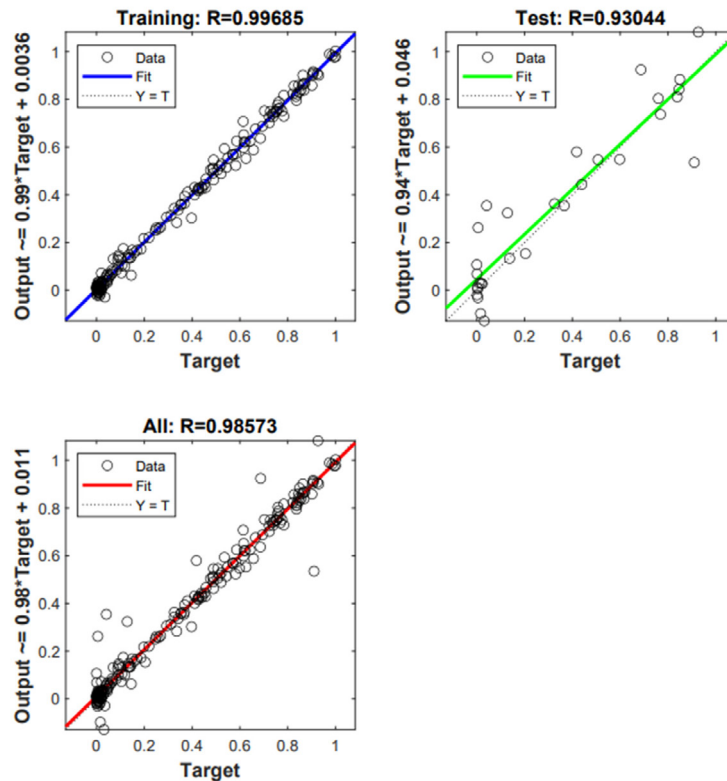 Training: R=0.99685
Output ~= 0.99*Target + 0.0036
Data
Fit
Y = T
1
0.8
0.6
0.4
0.2
0
0 0.2 0.4 0.6 0.8 1
Target
Test: R=0.93044
Output ~= 0.94*Target + 0.046
Data
Fit
Y = T
1
0.8
0.6
0.4
0.2
0
0 0.2 0.4 0.6 0.8 1
Target
All: R=0.98573
Output ~= 0.98*Target + 0.011
Data
Fit
Y = T
1
0.8
0.6
0.4
0.2
0
0 0.2 0.4 0.6 0.8 1
Target